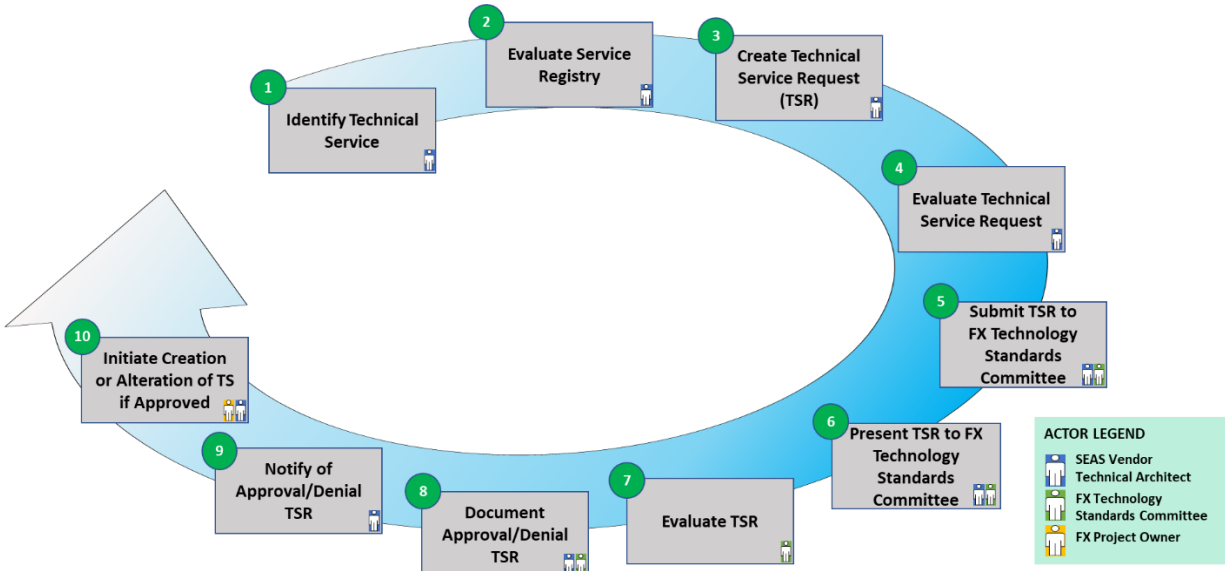 1
Identify Technical
Service
2
Evaluate Service
Registry
3
Create Technical
Service Request
(TSR)
4
Evaluate Technical
Service Request
5
Submit TSR to
FX Technology
Standards
Committee
6
Present TSR to FX
Technology
Standards
Committee
7
Evaluate TSR
8
Document
Approval/Denial
TSR
9
Notify of
Approval/Denial
TSR
10
Initiate Creation
or Alteration of TS
if Approved
ACTOR LEGEND
SEAS Vendor
Technical Architect
FX Technology
Standards Committee
FX Project Owner